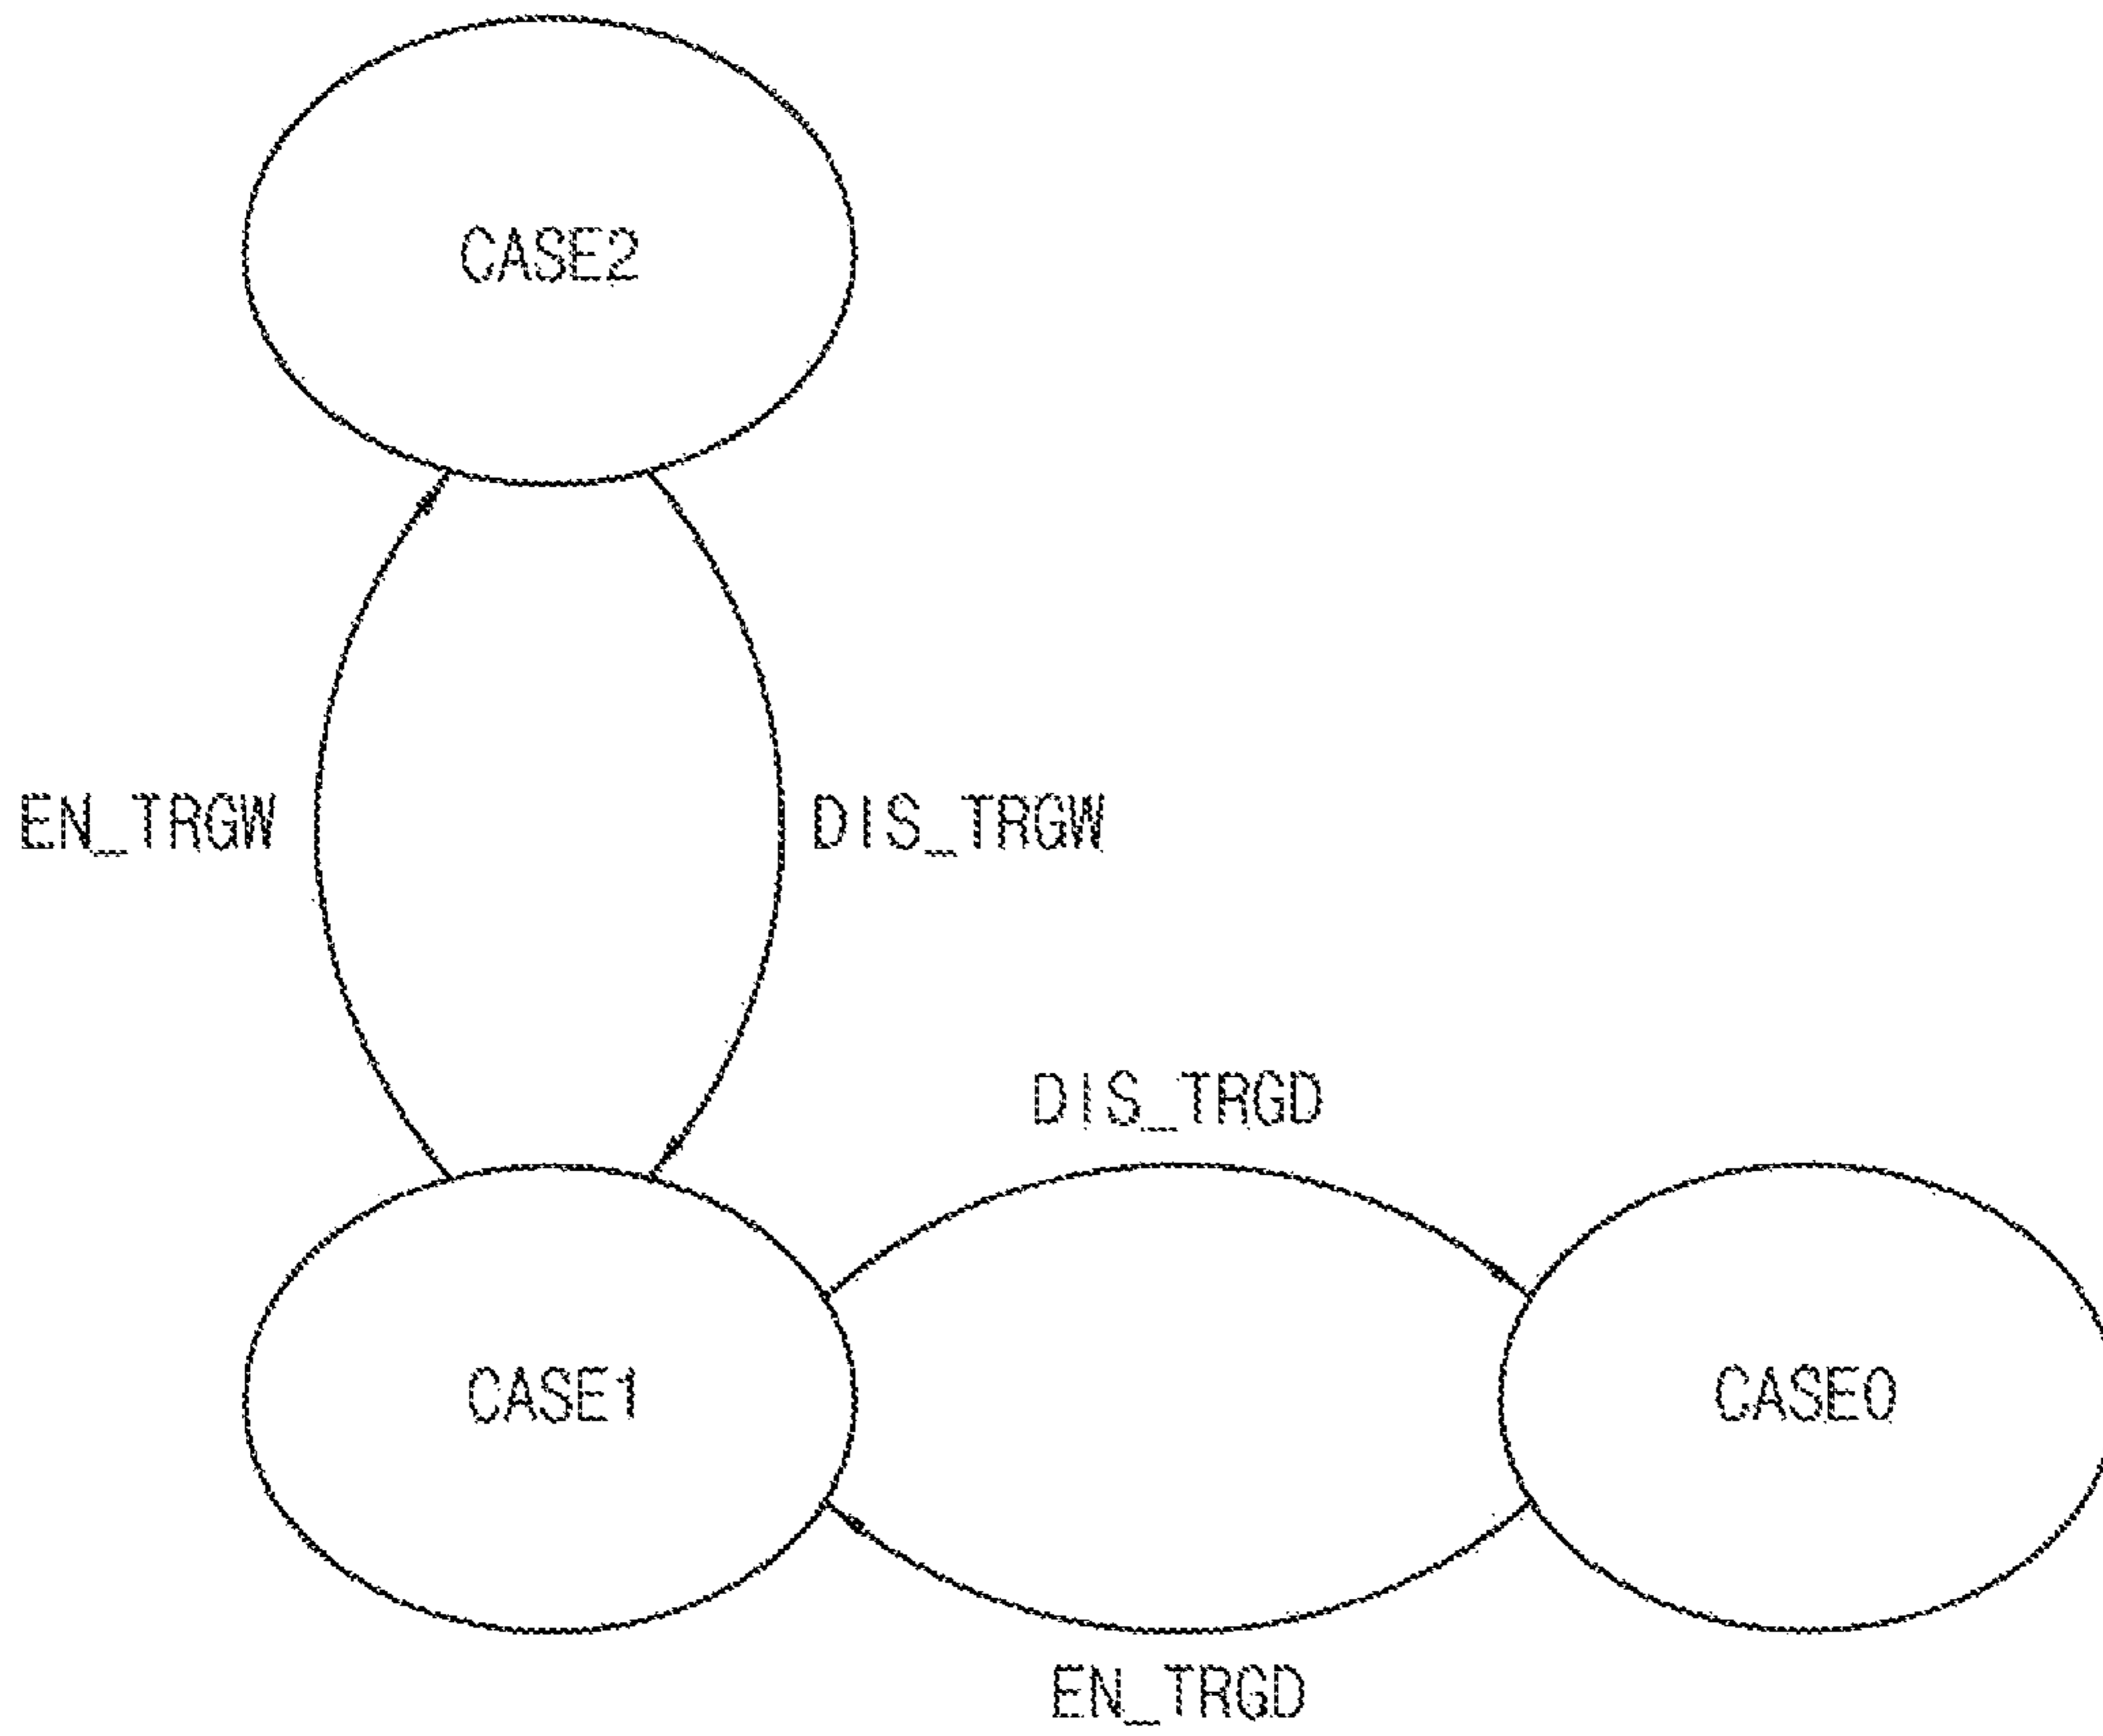 CASE2
EN_TRGW
DIS_TRGW
DIS_TRGD
CASE1
CASE0
EN_TRGD